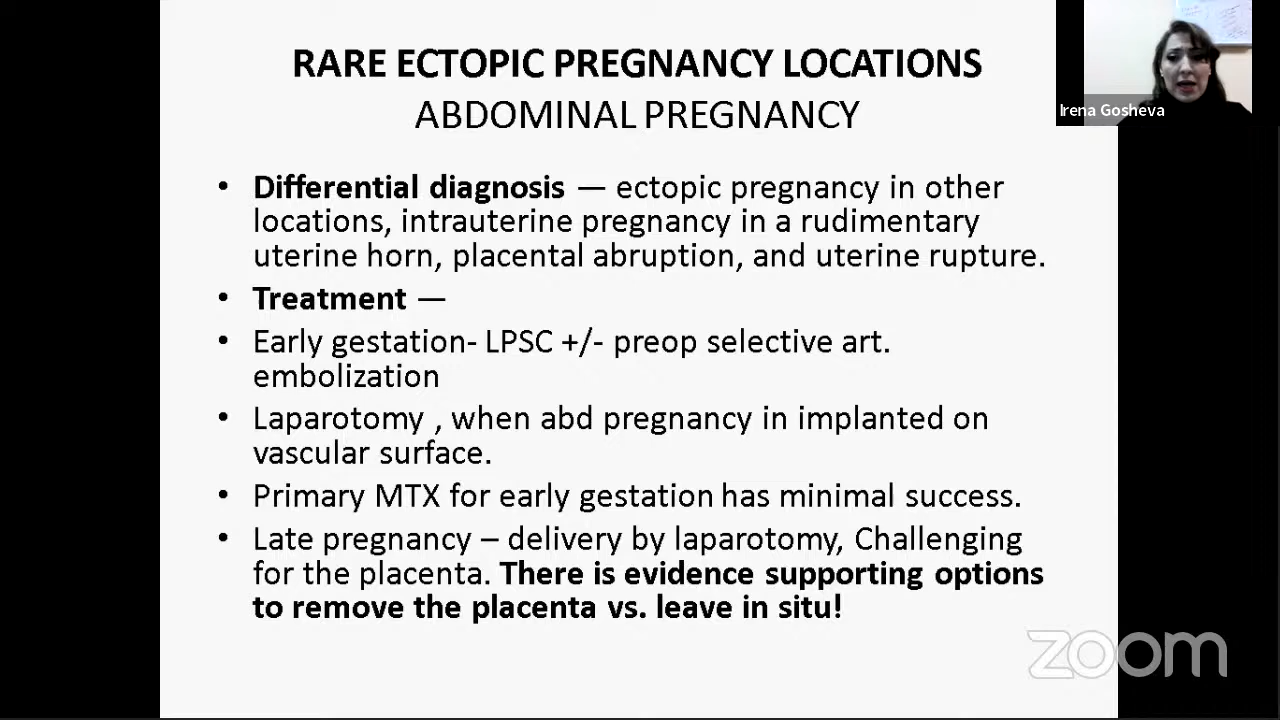 RARE ECTOPIC PREGNANCY LOCATIONS
ABDOMINAL PREGNANCY
Irena Gosheva
• Differential diagnosis — ectopic pregnancy in other
locations, intrauterine pregnancy in a rudimentary
uterine horn, placental abruption, and uterine rupture.
• Treatment —
• Early gestation- LPSC +/- preop selective art.
embolization
• Laparotomy , when abd pregnancy in implanted on
vascular surface.
• Primary MTX for early gestation has minimal success.
• Late pregnancy – delivery by laparotomy, Challenging
for the placenta. There is evidence supporting options
to remove the placenta vs. leave in situ!
zoom